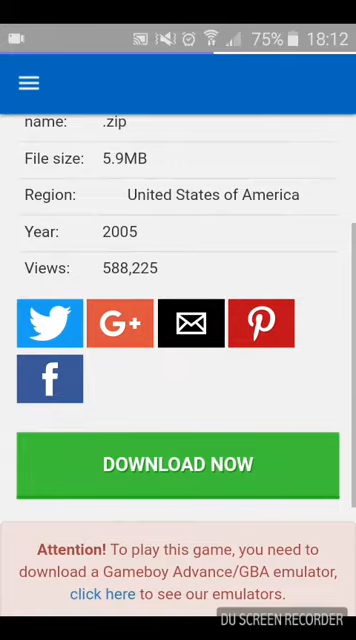 75% 18:12
name: .zip
File size: 5.9MB
Region: United States of America
Year: 2005
Views: 588,225
G+
DOWNLOAD NOW
Attention! To play this game, you need to
download a Gameboy Advance/GBA emulator,
click here to see our emulators.
DU SCREEN RECORDER